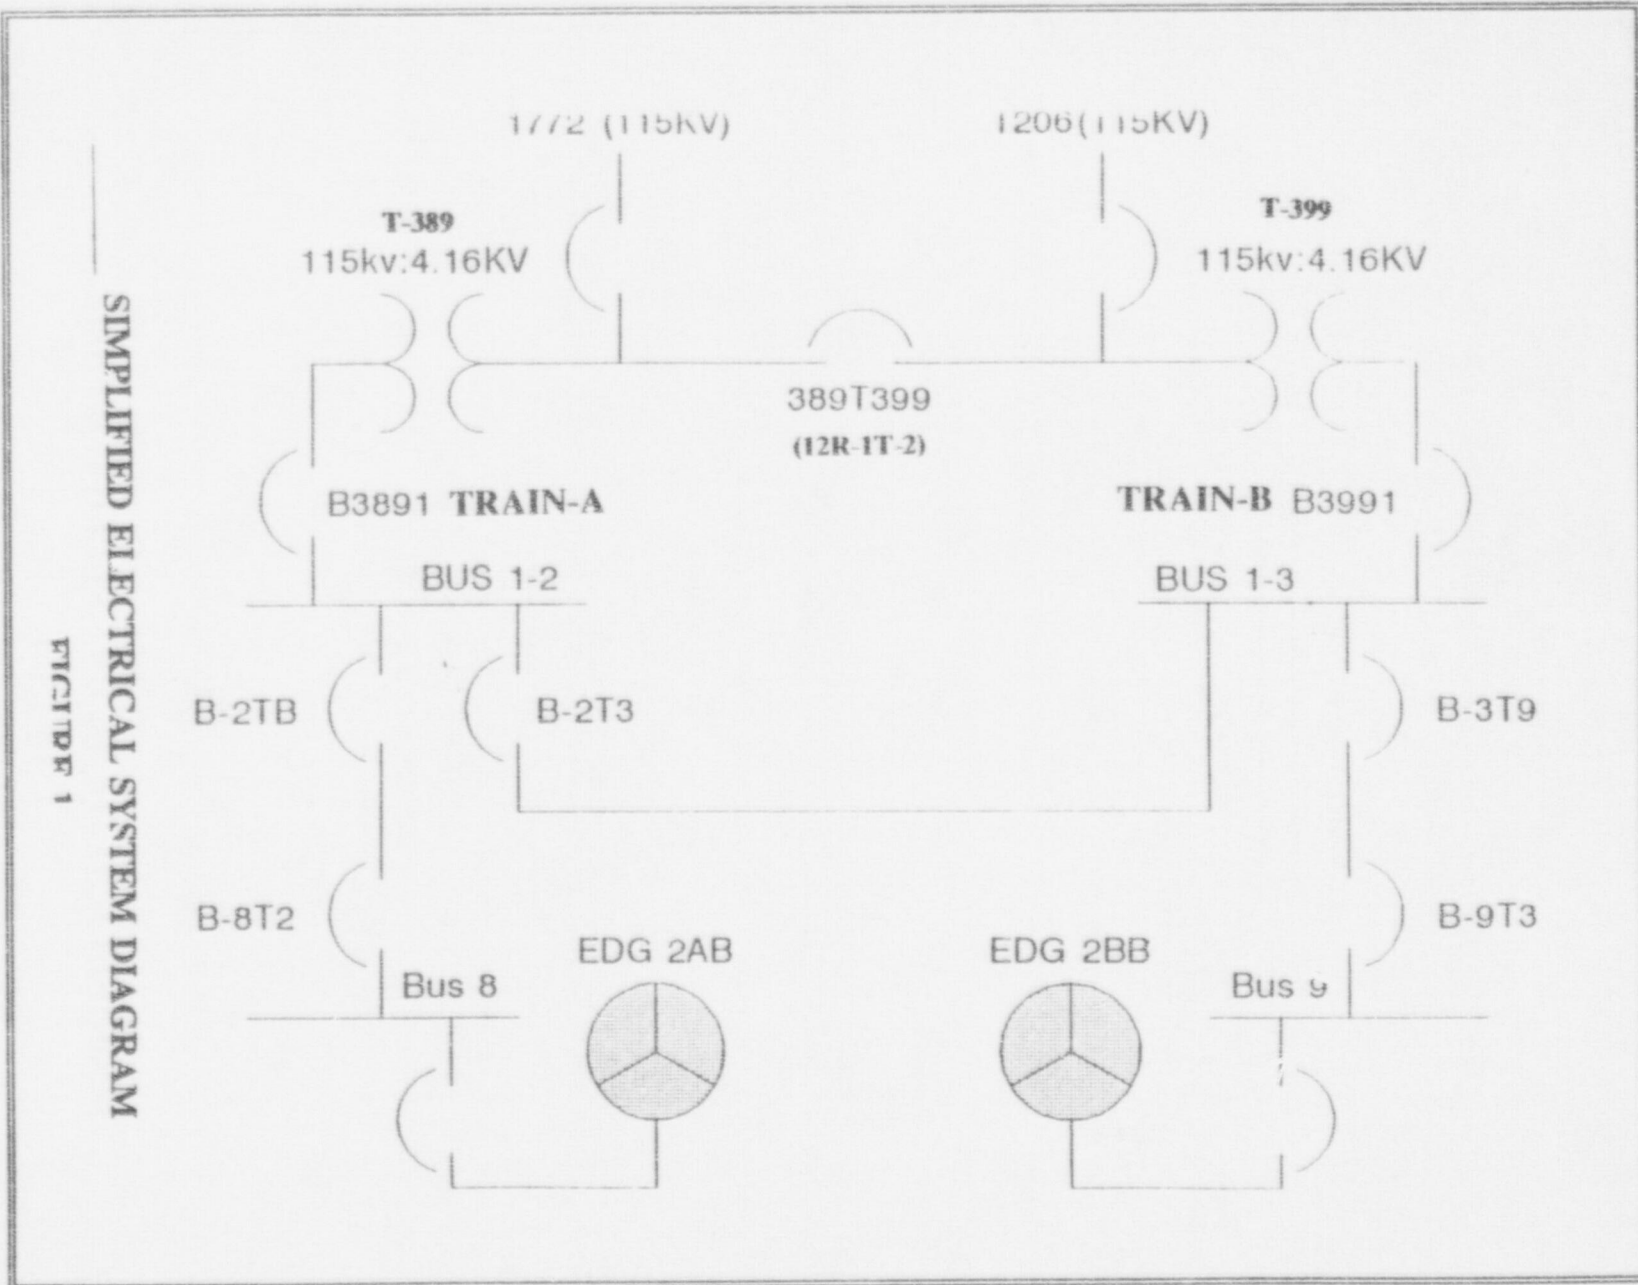 1772 (115KV)
1206(115KV)
T-389
115kv:4.16KV
T-399
115kv:4.16KV
389T399
(12R-1T-2)
B3891 TRAIN-A
TRAIN-B B3991
BUS 1-2
BUS 1-3
B-2TB
B-2T3
B-3T9
B-8T2
B-9T3
EDG 2AB
EDG 2BB
Bus 8
Bus 9
SIMPLIFIED ELECTRICAL SYSTEM DIAGRAM
FIGURE 1